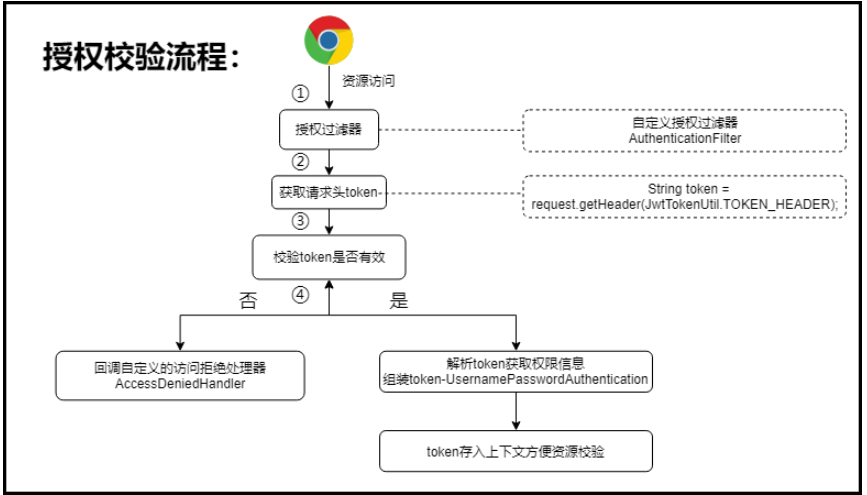 授权校验流程：
资源访问
①
授权过滤器
自定义授权过滤器
AuthenticationFilter
②
获取请求头token
String token =
request.getHeader(JwtTokenUtil.TOKEN_HEADER);
③
校验token是否有效
否
④
是
回调自定义的访问拒绝处理器
AccessDeniedHandler
解析token获取权限信息
组装token-UsernamePasswordAuthentication
token存入上下文方便资源校验